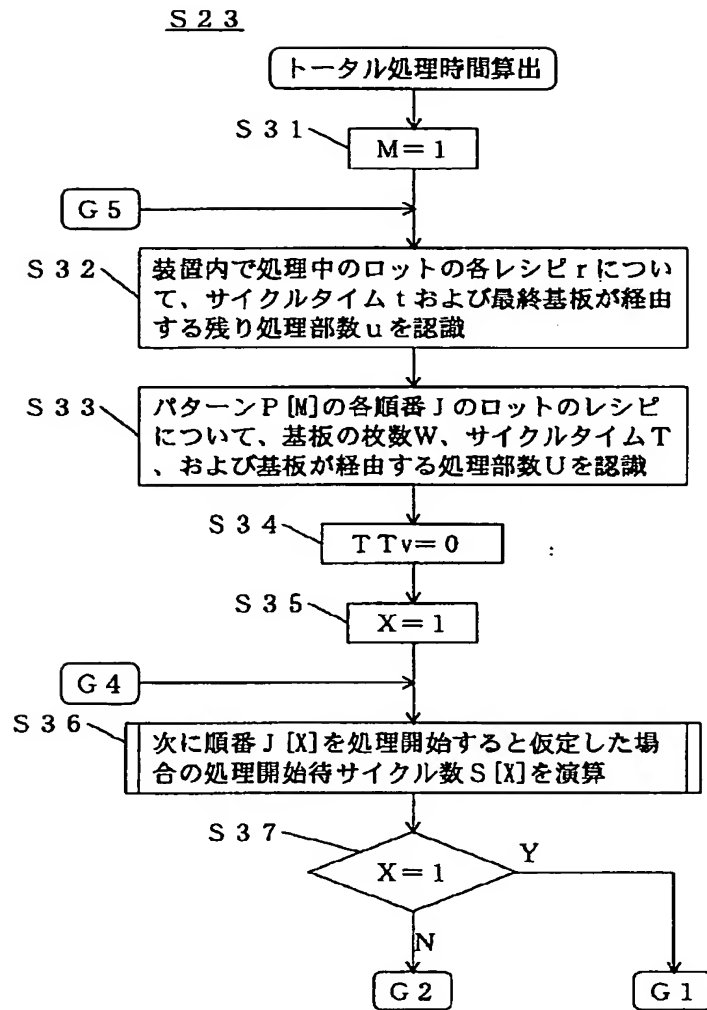 S23
トータル処理時間算出
S31
M=1
G5
S32
装置内で処理中のロットの各レシピrについ
て、サイクルタイムtおよび最終基板が経由
する残り処理部数uを認識
S33
パターンP[M]の各順番Jのロットのレシピ
について、基板の枚数W、サイクルタイムT
、および基板が経由する処理部数Uを認識
S34
TTv=0
S35
X=1
G4
S36
次に順番J[X]を処理開始すると仮定した場
合の処理開始待サイクル数S[X]を演算
S37
X=1
Y
N
G2
G1